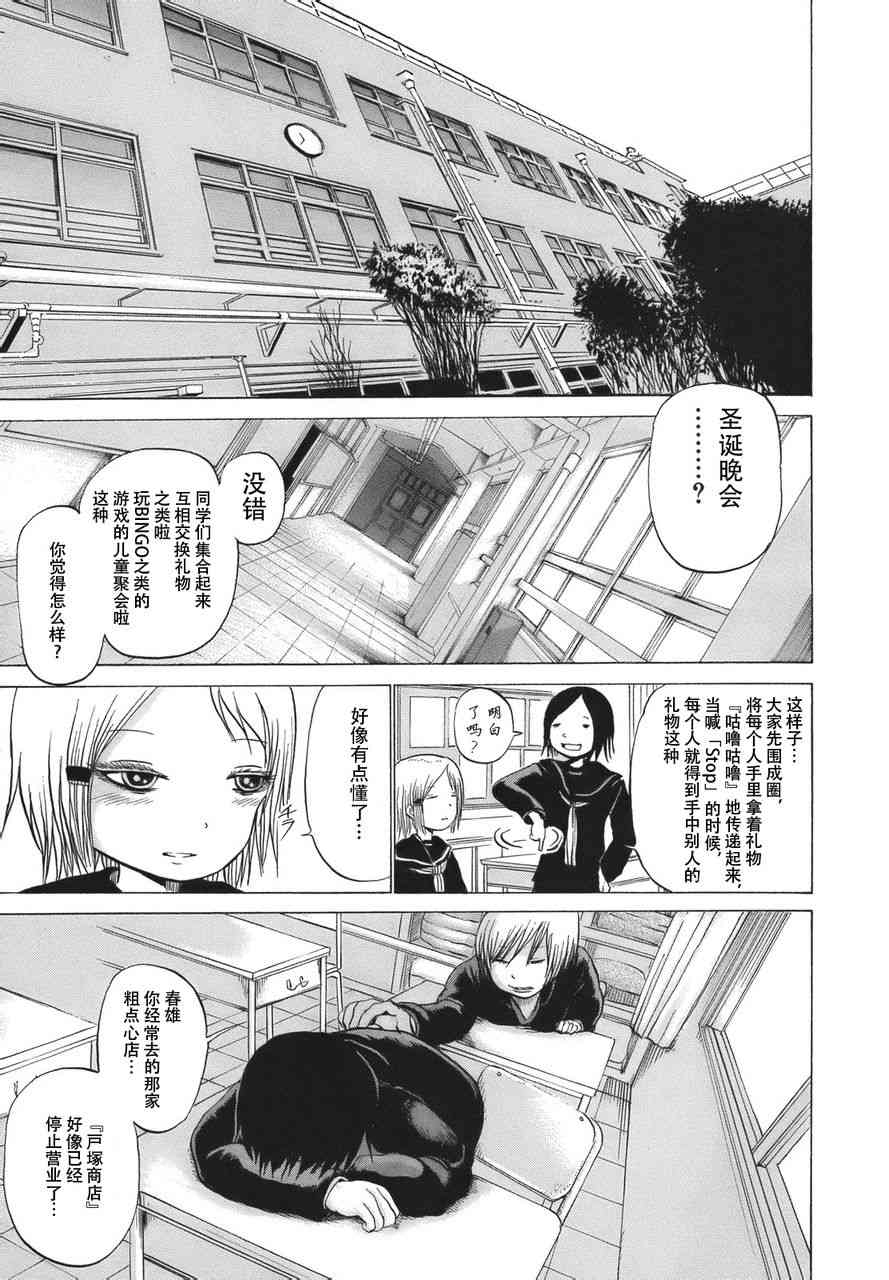 圣诞晚会
………?
没错
同学们集合起来
互相交换礼物
之类啦
玩BINGO之类的
游戏的儿童聚会啦
这种
你觉得怎么样?
这样子…
大家先围成圈,
将每个人手里拿着礼物
『咕噜咕噜』地传递起来,
当喊「Stop」的时候,
每个人就得到手中别人的
礼物这种
明白
了吗?
好像有点懂了…
春雄
你经常去的那家
粗点心店…
『戸塚商店』
好像已经
停止营业了…